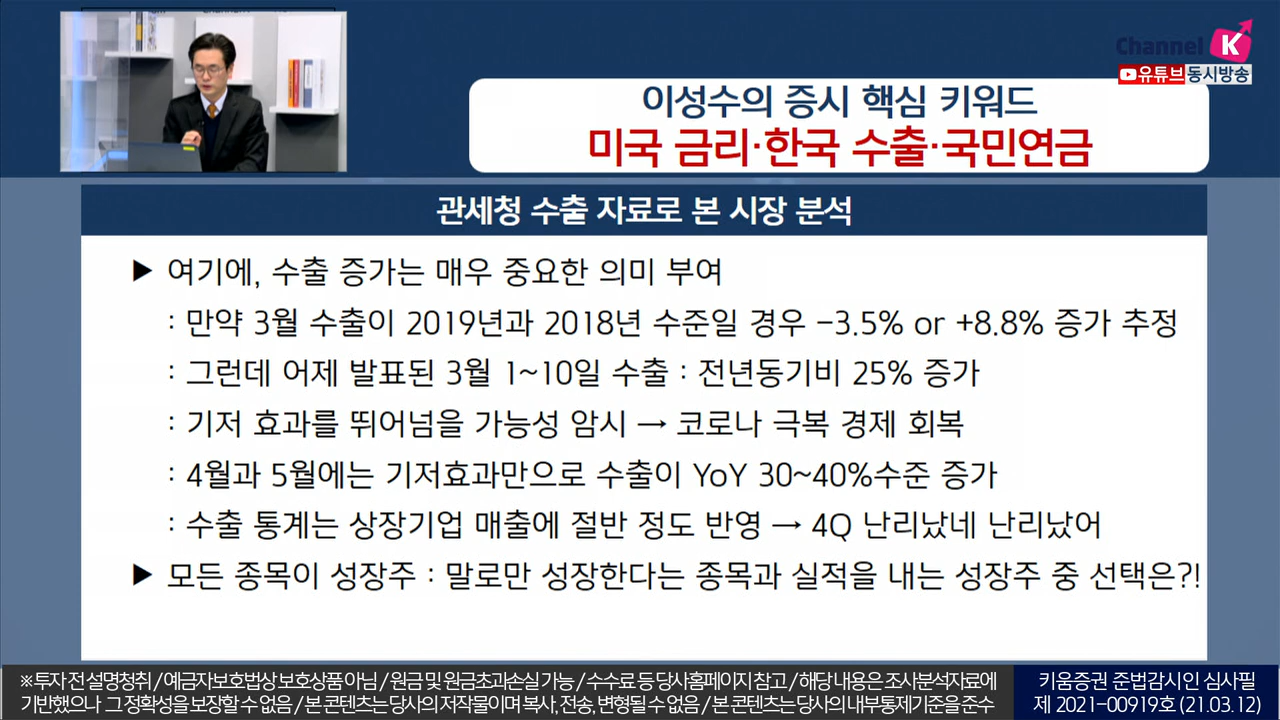 Channel K
유튜브동시방송
이성수의 증시 핵심 키워드
미국 금리·한국 수출·국민연금
관세청 수출 자료로 본 시장 분석
▶ 여기에, 수출 증가는 매우 중요한 의미 부여
: 만약 3월 수출이 2019년과 2018년 수준일 경우 -3.5% or +8.8% 증가 추정
: 그런데 어제 발표된 3월 1~10일 수출 : 전년동기비 25% 증가
: 기저 효과를 뛰어넘을 가능성 암시 → 코로나 극복 경제 회복
: 4월과 5월에는 기저효과만으로 수출이 YoY 30~40%수준 증가
: 수출 통계는 상장기업 매출에 절반 정도 반영 → 4Q 난리났네 난리났어
▶ 모든 종목이 성장주 : 말로만 성장한다는 종목과 실적을 내는 성장주 중 선택은?!
※ 투자 전 설명청취 / 예금자보호법상 보호상품 아님 / 원금 및 원금초과손실 가능 / 수수료 등 당사홈페이지 참고 / 해당 내용은 조사분석자료에
기반했으나 그 정확성을 보장할 수 없음 / 본 콘텐츠는 당사의 저작물이며 복사, 전송, 변형될 수 없음 / 본 콘텐츠는 당사의 내부통제기준을 준수
키움증권 준법감시인 심사필
제 2021-00919호 (21.03.12)